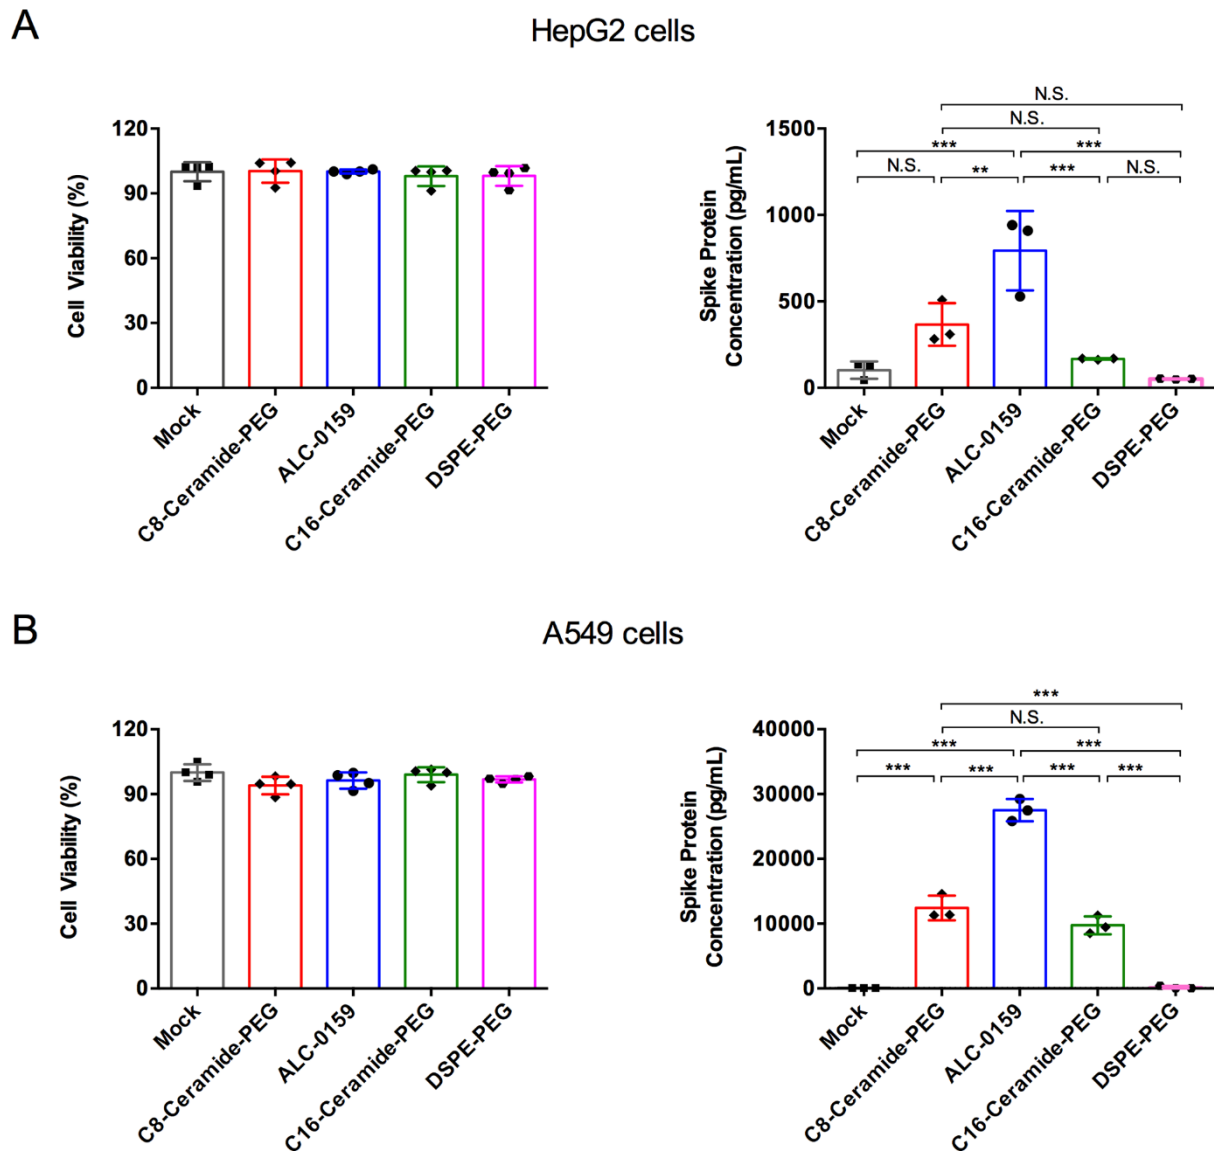 A
HepG2 cells
Cell Viability (%)
120
90
60
30
0
Mock
C8-Ceramide-PEG
ALC-0159
C16-Ceramide-PEG
DSPE-PEG
Spike Protein
Concentration (pg/mL)
1500
1000
500
0
N.S.
N.S.
*** ***
N.S. ** *** N.S.
Mock
C8-Ceramide-PEG
ALC-0159
C16-Ceramide-PEG
DSPE-PEG
B
A549 cells
Cell Viability (%)
120
90
60
30
0
Mock
C8-Ceramide-PEG
ALC-0159
C16-Ceramide-PEG
DSPE-PEG
Spike Protein
Concentration (pg/mL)
40000
30000
20000
10000
0
***
N.S.
*** ***
*** *** *** ***
Mock
C8-Ceramide-PEG
ALC-0159
C16-Ceramide-PEG
DSPE-PEG